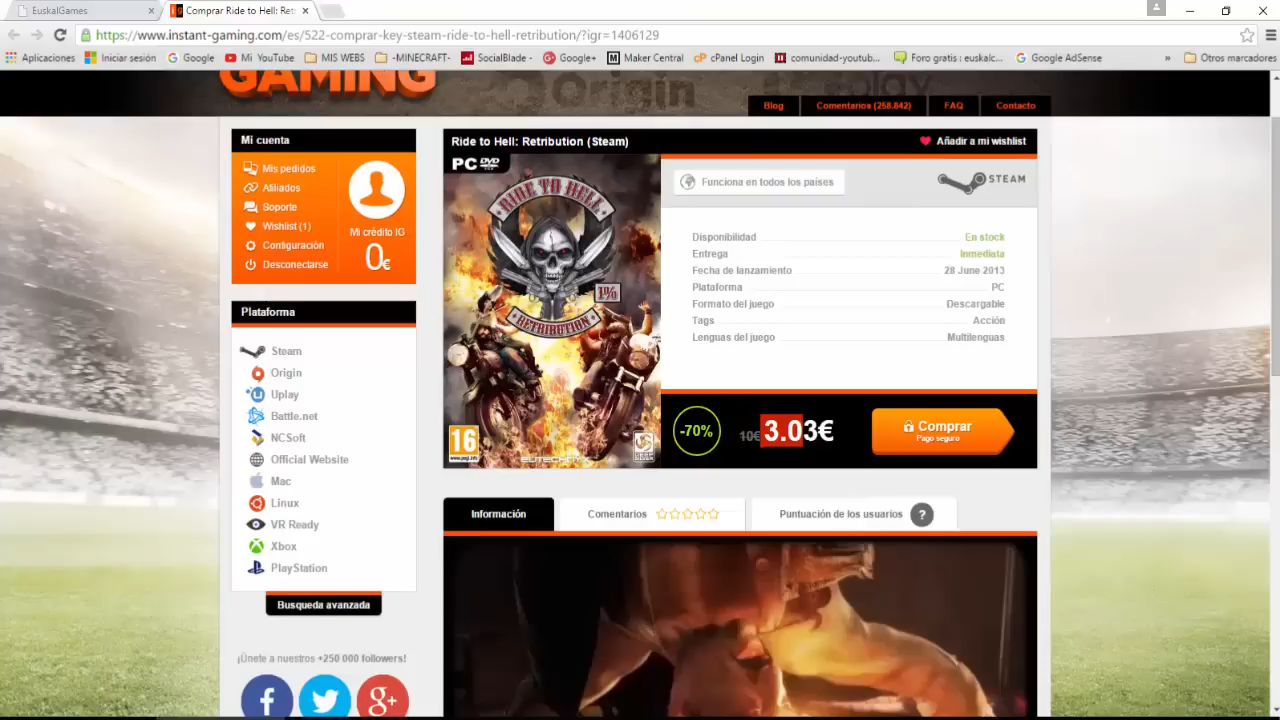 EuskalGames
Comprar Ride to Hell: Ret
https://www.instant-gaming.com/es/522-comprar-key-steam-ride-to-hell-retribution/?igr=1406129
Aplicaciones
Iniciar sesión
Google
Mi YouTube
MIS WEBS
-MINECRAFT-
SocialBlade -
Google+
Maker Central
cPanel Login
comunidad-youtub...
Foro gratis : euskalc...
Google AdSense
»
Otros marcadores
GAMING
Origin
Blog
Comentarios (258.842)
FAQ
Contacto
Mi cuenta
Mis pedidos
Afiliados
Soporte
Wishlist (1)
Configuración
Desconectarse
Mi crédito IG
0€
Plataforma
Steam
Origin
Uplay
Battle.net
NCSoft
Official Website
Mac
Linux
VR Ready
Xbox
PlayStation
Busqueda avanzada
¡Únete a nuestros +250 000 followers!
Ride to Hell: Retribution (Steam)
Añadir a mi wishlist
PC DVD
RIDE TO HELL
1%
RETRIBUTION
16
www.pegi.info
EUTECHNYX
DEEP SILVER
Funciona en todos los países
STEAM
Disponibilidad En stock
Entrega Inmediata
Fecha de lanzamiento 28 June 2013
Plataforma PC
Formato del juego Descargable
Tags Acción
Lenguas del juego Multilenguas
-70%
10€
3.03€
Comprar
Pago seguro
Información
Comentarios
Puntuación de los usuarios
?